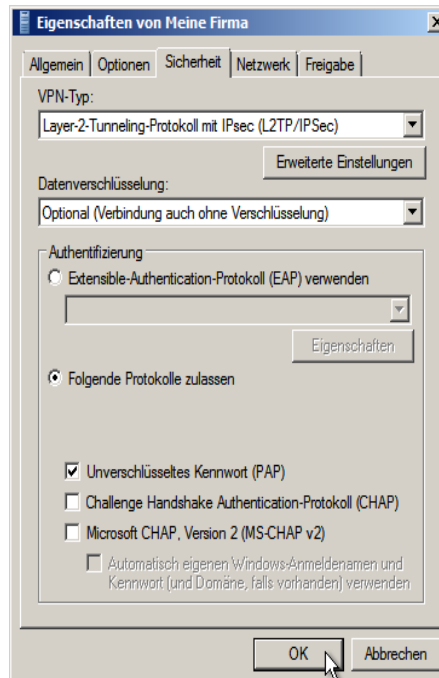 Eigenschaften von Meine Firma
Allgemein Optionen Sicherheit Netzwerk Freigabe
VPN-Typ:
Layer-2-Tunneling-Protokoll mit IPsec (L2TP/IPSec)
Erweiterte Einstellungen
Datenverschlüsselung:
Optional (Verbindung auch ohne Verschlüsselung)
Authentifizierung
Extensible-Authentication-Protokoll (EAP) verwenden
Eigenschaften
Folgende Protokolle zulassen
Unverschlüsseltes Kennwort (PAP)
Challenge Handshake Authentication-Protokoll (CHAP)
Microsoft CHAP, Version 2 (MS-CHAP v2)
Automatisch eigenen Windows-Anmeldenamen und
Kennwort (und Domäne, falls vorhanden) verwenden
OK Abbrechen